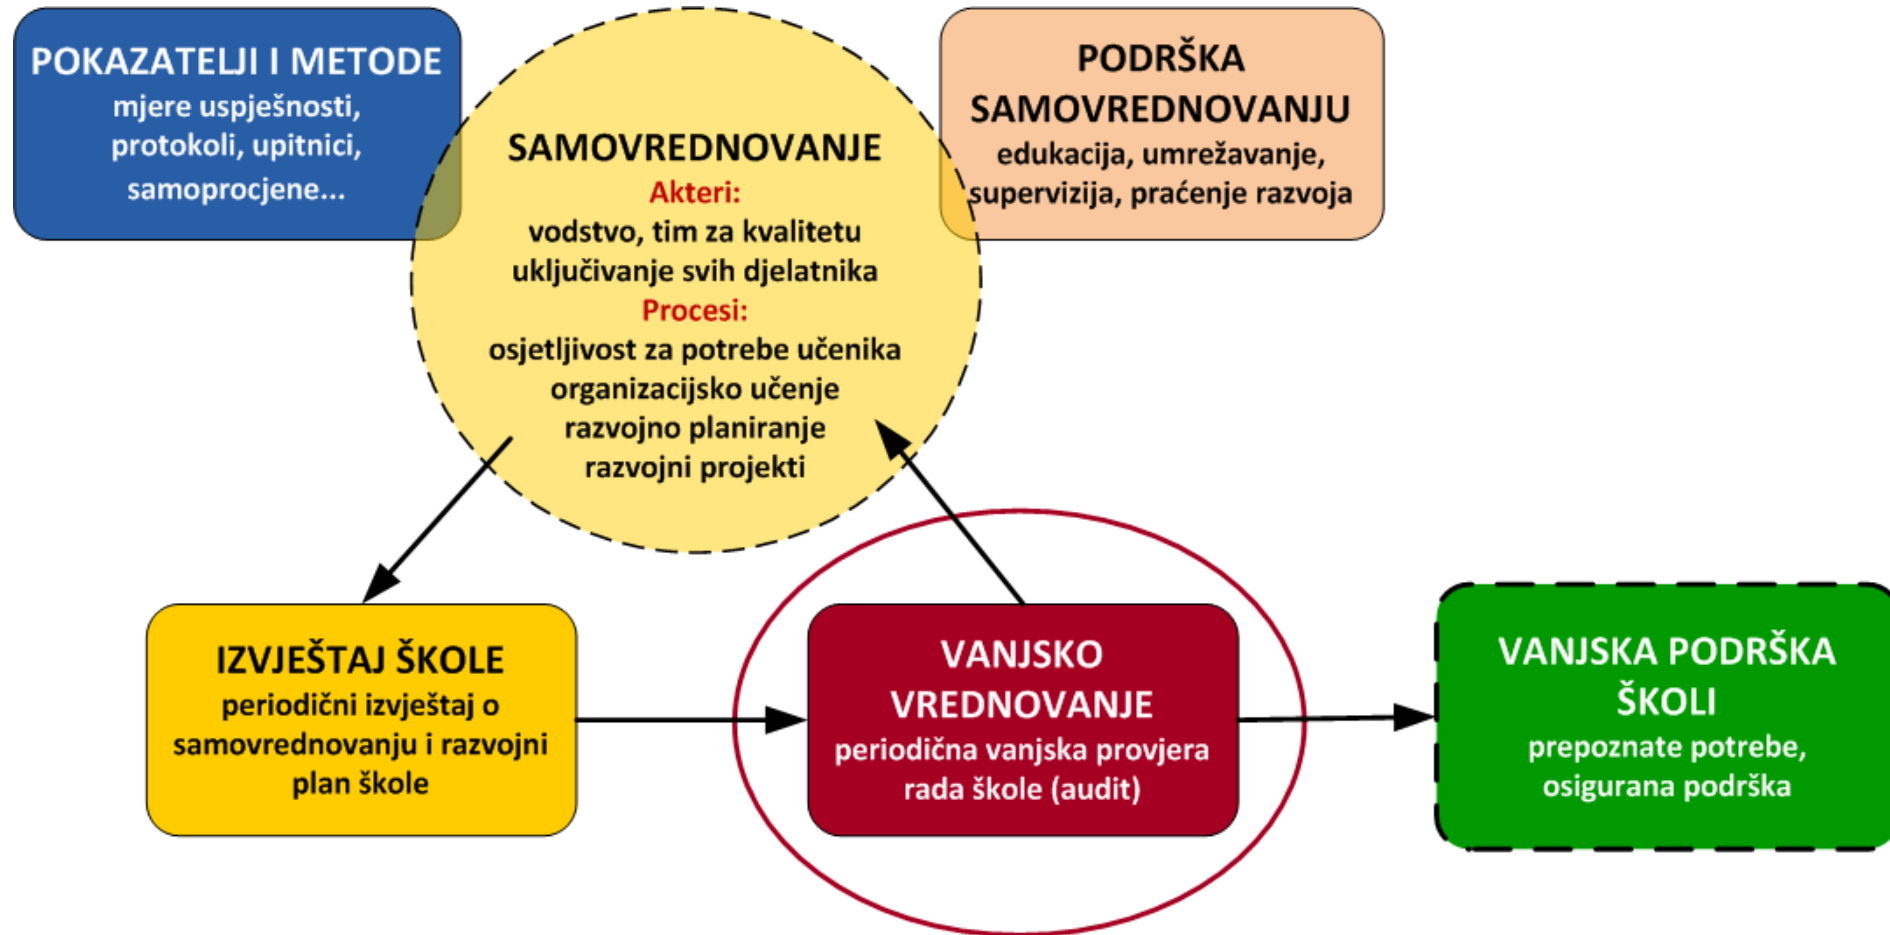 POKAZATELJI I METODE
mjere uspješnosti,
protokoli, upitnici,
samoprocjene...
SAMOVREDNOVANJE
Akteri:
vodstvo, tim za kvalitetu
uključivanje svih djelatnika
Procesi:
osjetljivost za potrebe učenika
organizacijsko učenje
razvojno planiranje
razvojni projekti
PODRŠKA
SAMOVREDNOVANJU
edukacija, umrežavanje,
supervizija, praćenje razvoja
IZVJEŠTAJ ŠKOLE
periodični izvještaj o
samovrednovanju i razvojni
plan škole
VANJSKO
VREDNOVANJE
periodična vanjska provjera
rada škole (audit)
VANJSKA PODRŠKA
ŠKOLI
prepoznate potrebe,
osigurana podrška